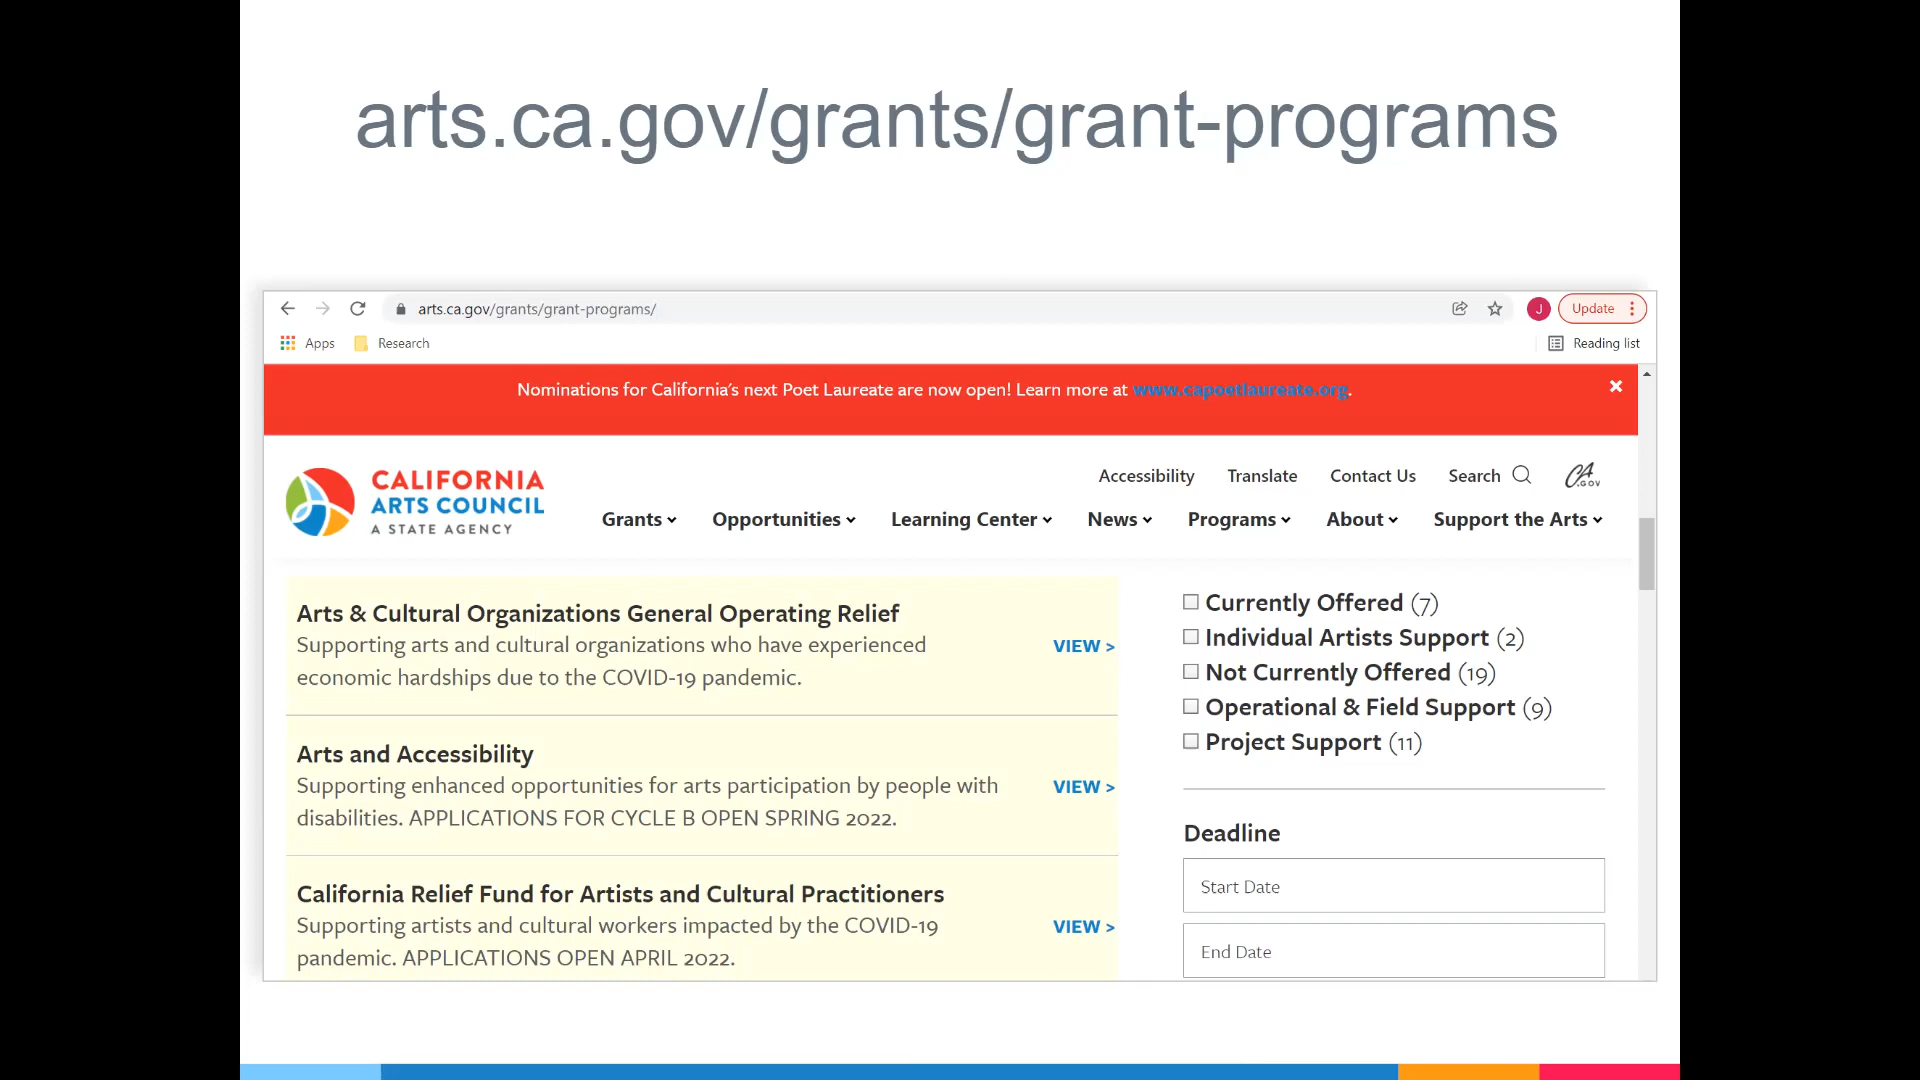 arts.ca.gov/grants/grant-programs
arts.ca.gov/grants/grant-programs/
J
Update
Apps
Research
Reading list
Nominations for California's next Poet Laureate are now open! Learn more at www.capoetlaureate.org.
CALIFORNIA
ARTS COUNCIL
A STATE AGENCY
Accessibility
Translate
Contact Us
Search
CA
.GOV
Grants
Opportunities
Learning Center
News
Programs
About
Support the Arts
Arts & Cultural Organizations General Operating Relief
Supporting arts and cultural organizations who have experienced
economic hardships due to the COVID-19 pandemic.
VIEW >
Arts and Accessibility
Supporting enhanced opportunities for arts participation by people with
disabilities. APPLICATIONS FOR CYCLE B OPEN SPRING 2022.
VIEW >
California Relief Fund for Artists and Cultural Practitioners
Supporting artists and cultural workers impacted by the COVID-19
pandemic. APPLICATIONS OPEN APRIL 2022.
VIEW >
Currently Offered (7)
Individual Artists Support (2)
Not Currently Offered (19)
Operational & Field Support (9)
Project Support (11)
Deadline
Start Date
End Date